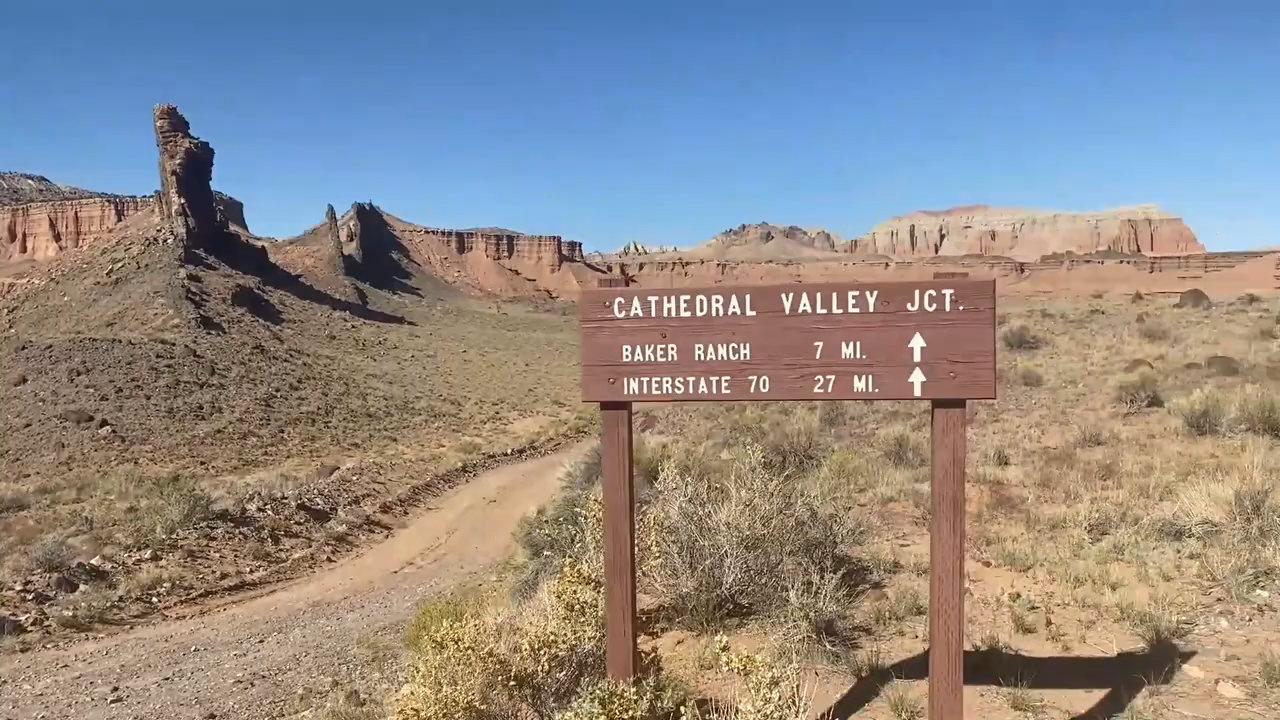 CATHEDRAL VALLEY JCT.
BAKER RANCH 7 MI. ↑
INTERSTATE 70 27 MI. ↑